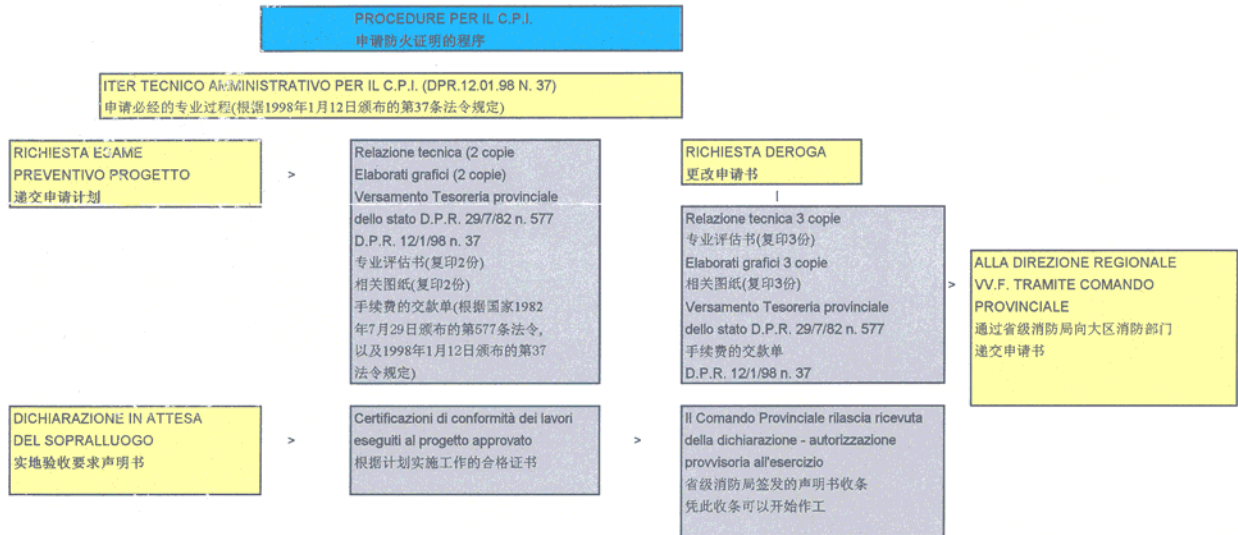 PROCEDURE PER IL C.P.I.
申请防火证明的程序
ITER TECNICO AMMINISTRATIVO PER IL C.P.I. (DPR.12.01.98 N. 37)
申请必经的专业过程(根据1998年1月12日颁布的第37条法令规定)
RICHIESTA ESAME
PREVENTIVO PROGETTO
递交申请计划
>
Relazione tecnica (2 copie
Elaborati grafici (2 copie)
Versamento Tesoreria provinciale
dello stato D.P.R. 29/7/82 n. 577
D.P.R. 12/1/98 n. 37
专业评估书(复印2份)
相关图纸(复印2份)
手续费的交款单(根据国家1982
年7月29日颁布的第577条法令,
以及1998年1月12日颁布的第37
法令规定)
RICHIESTA DEROGA
更改申请书
|
Relazione tecnica 3 copie
专业评估书(复印3份)
Elaborati grafici 3 copie
相关图纸(复印3份)
Versamento Tesoreria provinciale
dello stato D.P.R. 29/7/82 n. 577
手续费的交款单
D.P.R. 12/1/98 n. 37
>
ALLA DIREZIONE REGIONALE
VV.F. TRAMITE COMANDO
PROVINCIALE
通过省级消防局向大区消防部门
递交申请书
DICHIARAZIONE IN ATTESA
DEL SOPRALLUOGO
实地验收要求声明书
>
Certificazioni di conformità dei lavori
eseguiti al progetto approvato
根据计划实施工作的合格证书
>
Il Comando Provinciale rilascia ricevuta
della dichiarazione - autorizzazione
provvisoria all'esercizio
省级消防局签发的声明书收条
凭此收条可以开始作工